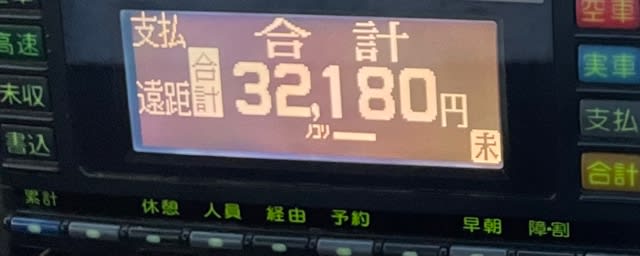 空車
高速
支払 合計
遠距 合計 32,180円
実車
未収
ノコリ
未
支払
書込
合計
累計 休憩 人員 経由 予約 早朝 障・割